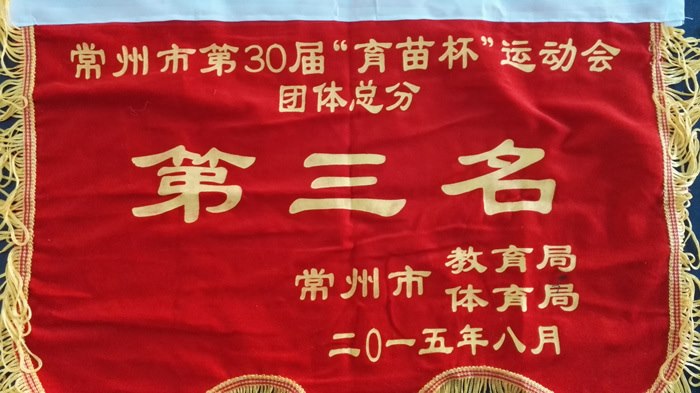 常州市第30届“育苗杯”运动会
团体总分
第三名
常州市 教育局
体育局
二〇一五年八月